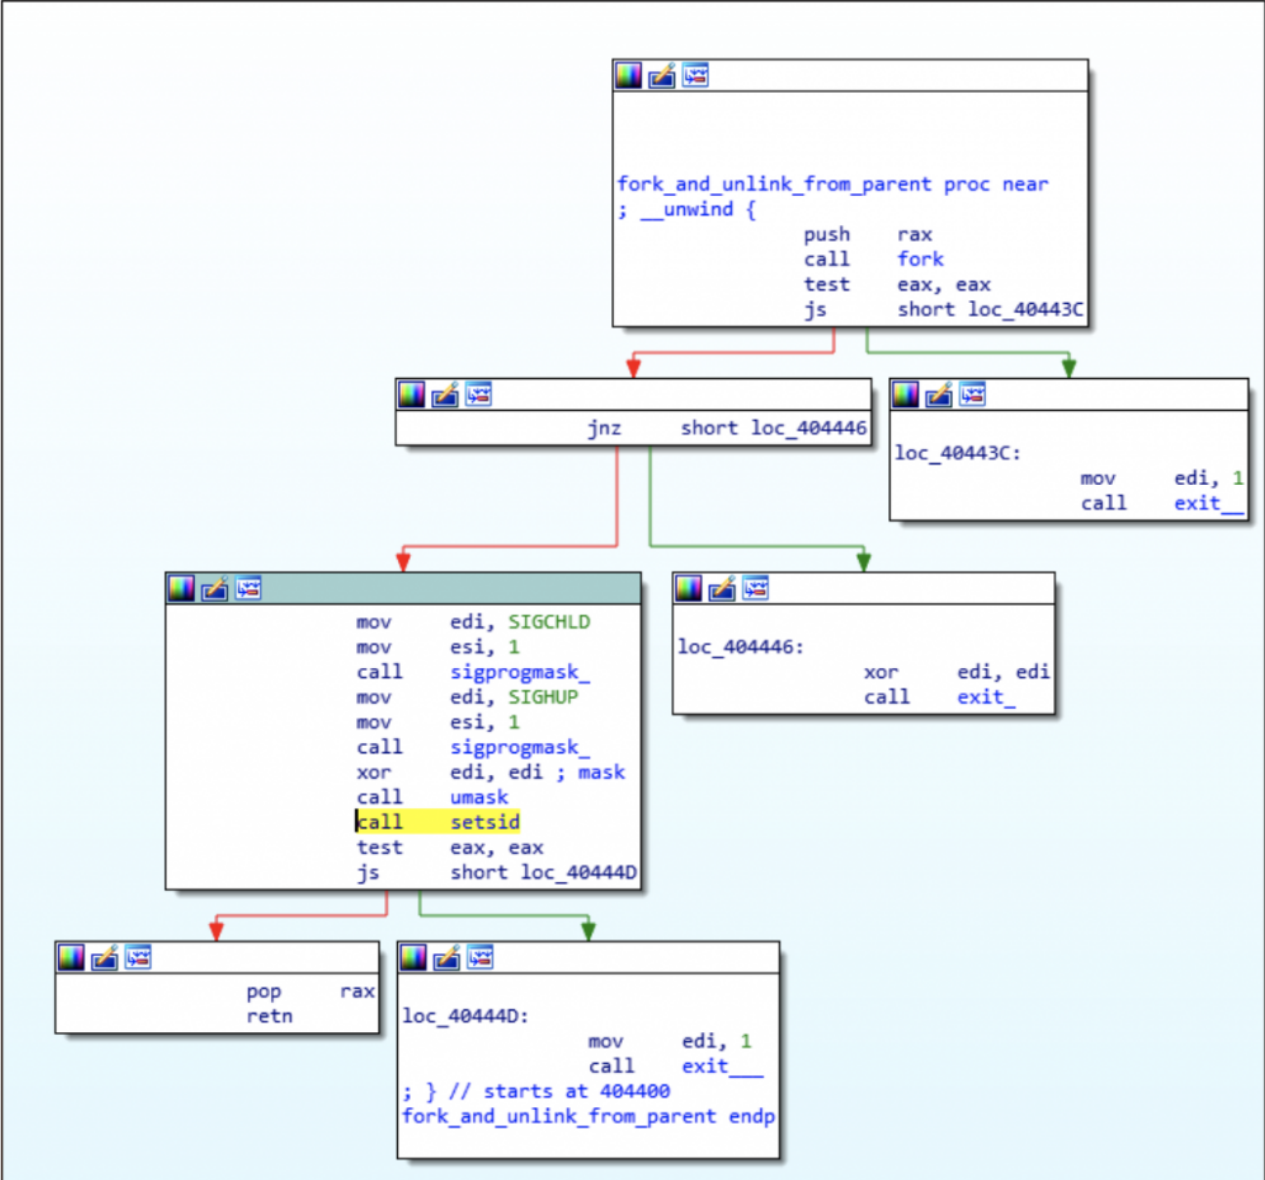 fork_and_unlink_from_parent proc near
; __unwind {
push rax
call fork
test eax, eax
js short loc_40443C
jnz short loc_404446
loc_40443C:
mov edi, 1
call exit__
mov edi, SIGCHLD
mov esi, 1
call sigprogmask_
mov edi, SIGHUP
mov esi, 1
call sigprogmask_
xor edi, edi ; mask
call umask
call setsid
test eax, eax
js short loc_40444D
loc_404446:
xor edi, edi
call exit_
pop rax
retn
loc_40444D:
mov edi, 1
call exit___
; } // starts at 404400
fork_and_unlink_from_parent endp